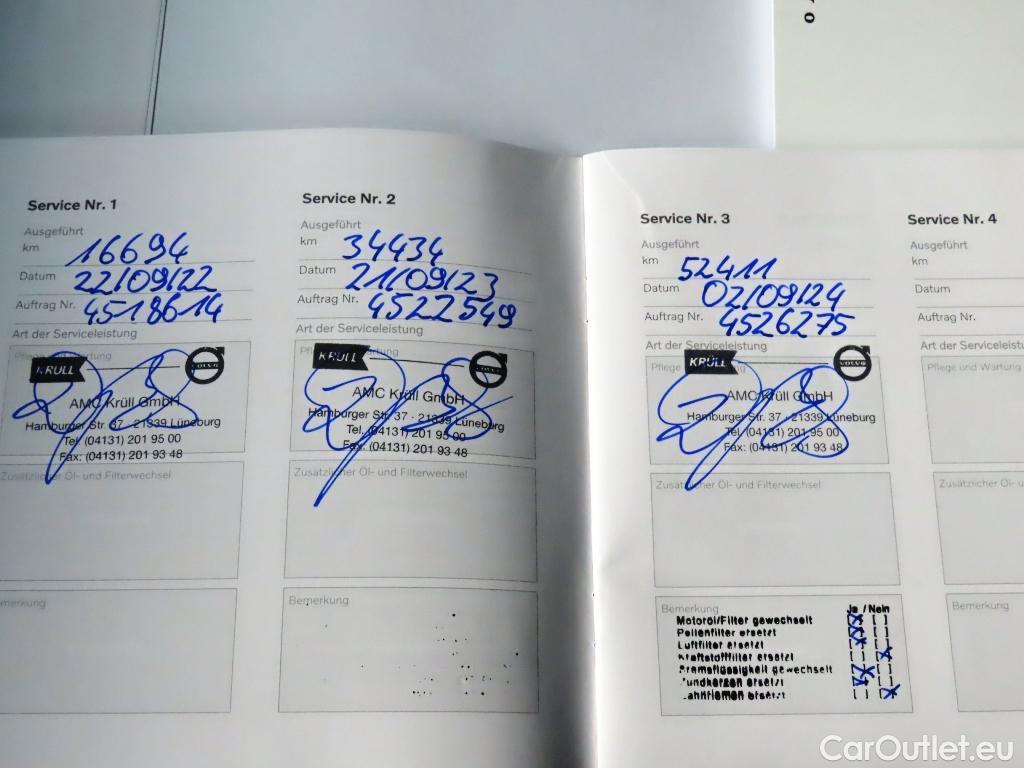 Service Nr. 1
Ausgeführt
km 16694
Datum 22/09/22
Auftrag Nr. 4518614
Art der Serviceleistung
Pflege und Wartung
KRÜLL VOLVO
AMC Krüll GmbH
Hamburger Str. 37 · 21339 Lüneburg
Tel. (04131) 201 95 00
Fax: (04131) 201 93 48
Zusätzlicher Öl- und Filterwechsel
Bemerkung
Service Nr. 2
Ausgeführt
km 34434
Datum 21/09/23
Auftrag Nr. 4522549
Art der Serviceleistung
Pflege und Wartung
KRÜLL VOLVO
AMC Krüll GmbH
Hamburger Str. 37 · 21339 Lüneburg
Tel. (04131) 201 95 00
Fax: (04131) 201 93 48
Zusätzlicher Öl- und Filterwechsel
Bemerkung
Service Nr. 3
Ausgeführt
km 52411
Datum 02/09/24
Auftrag Nr. 4526275
Art der Serviceleistung
Pflege und Wartung
KRÜLL VOLVO
AMC Krüll GmbH
Hamburger Str. 37 · 21339 Lüneburg
Tel. (04131) 201 95 00
Fax: (04131) 201 93 48
Zusätzlicher Öl- und Filterwechsel
Bemerkung Ja / Nein
Motoröl/Filter gewechselt
Pollenfilter ersetzt
Luftfilter ersetzt
Kraftstofffilter ersetzt
Bremsflüssigkeit gewechselt
Zundkerzen ersetzt
Zahnriemen ersetzt
Service Nr. 4
Ausgeführt
km
Datum
Auftrag Nr.
Art der Serviceleist
Pflege und Wartung
Zusätzlicher Öl- u
Bemerkung
CarOutlet.eu